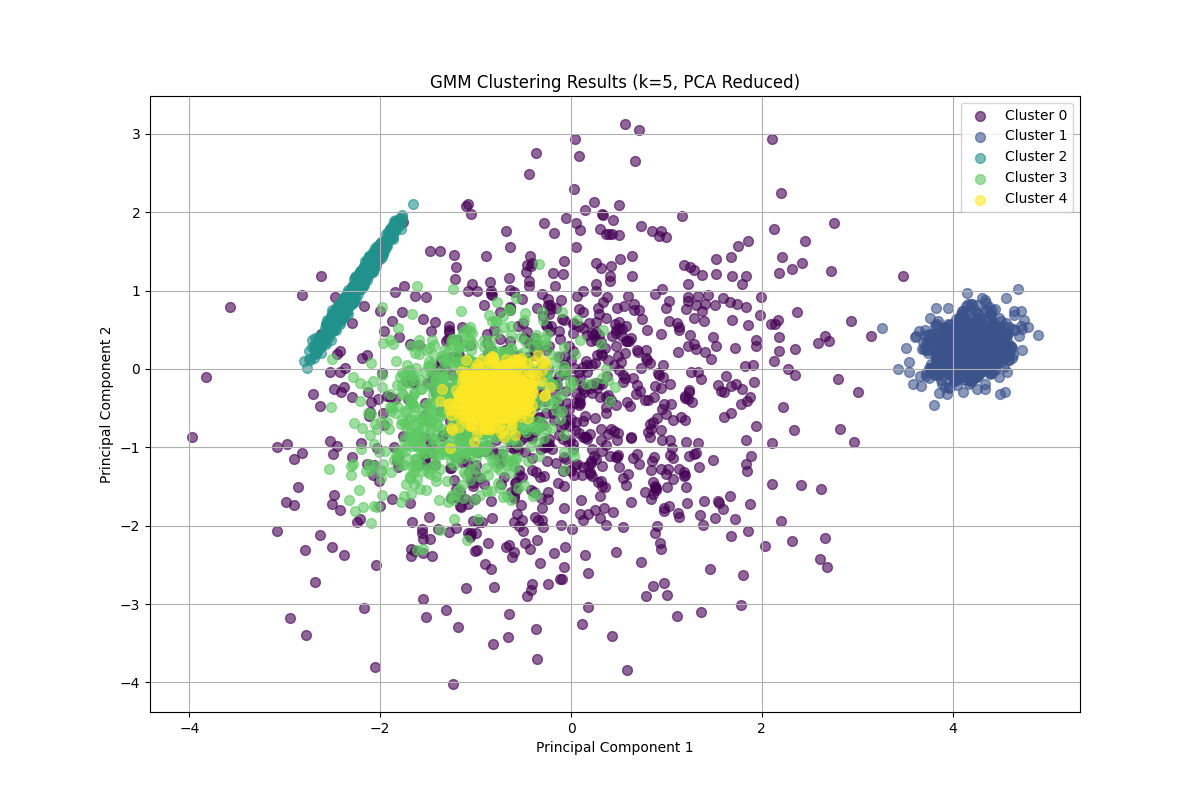 GMM Clustering Results (k=5, PCA Reduced)
Cluster 0
Cluster 1
Cluster 2
Cluster 3
Cluster 4
Principal Component 2
3
2
1
0
−1
−2
−3
−4
−4
−2
0
2
4
Principal Component 1